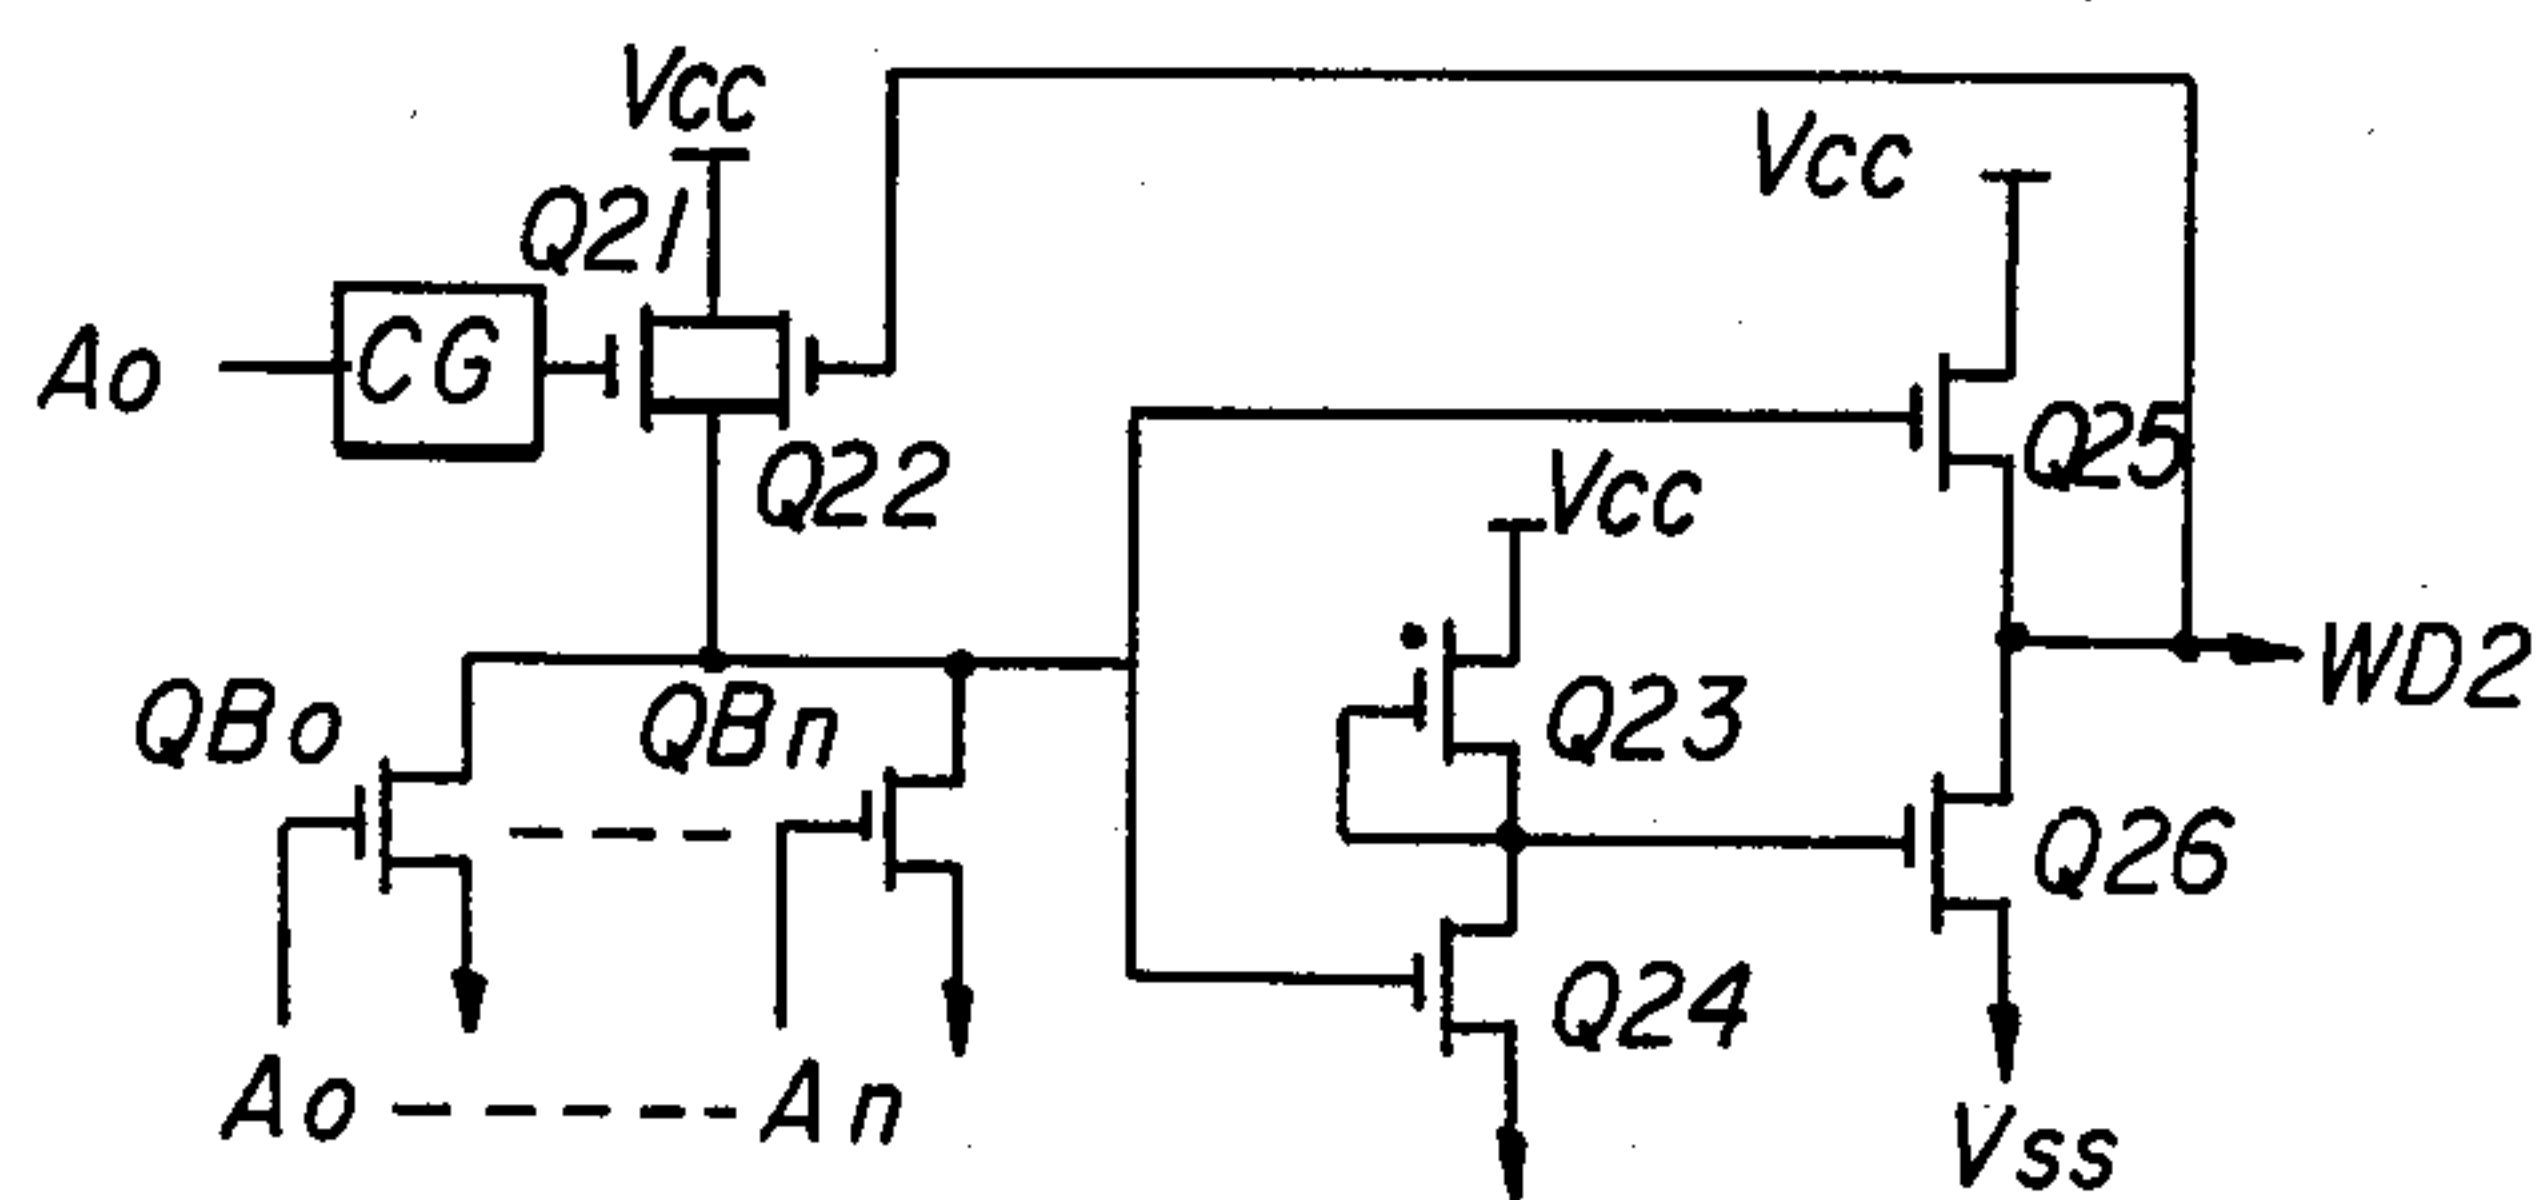 Vcc
Vcc
Q21
Ao
CG
Q25
Q22
Vcc
WD2
QBo
QBn
Q23
Q26
Q24
Ao ----- An
Vss